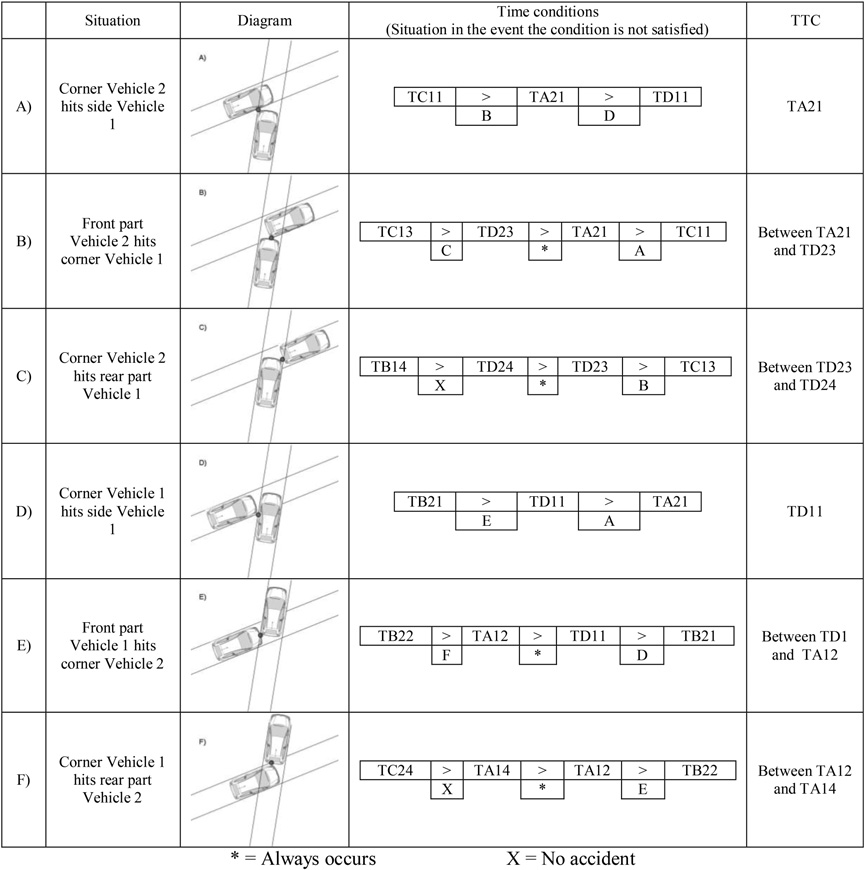 Situation
Diagram
Time conditions
(Situation in the event the condition is not satisfied)
TTC
A)
Corner Vehicle 2
hits side Vehicle
1
A)
TC11 > TA21 > TD11
B D
TA21
B)
Front part
Vehicle 2 hits
corner Vehicle 1
B)
TC13 > TD23 > TA21 > TC11
C * A
Between TA21
and TD23
C)
Corner Vehicle 2
hits rear part
Vehicle 1
C)
TB14 > TD24 > TD23 > TC13
X * B
Between TD23
and TD24
D)
Corner Vehicle 1
hits side Vehicle
1
D)
TB21 > TD11 > TA21
E A
TD11
E)
Front part
Vehicle 1 hits
corner Vehicle 2
E)
TB22 > TA12 > TD11 > TB21
F * D
Between TD1
and TA12
F)
Corner Vehicle 1
hits rear part
Vehicle 2
F)
TC24 > TA14 > TA12 > TB22
X * E
Between TA12
and TA14
* = Always occurs X = No accident